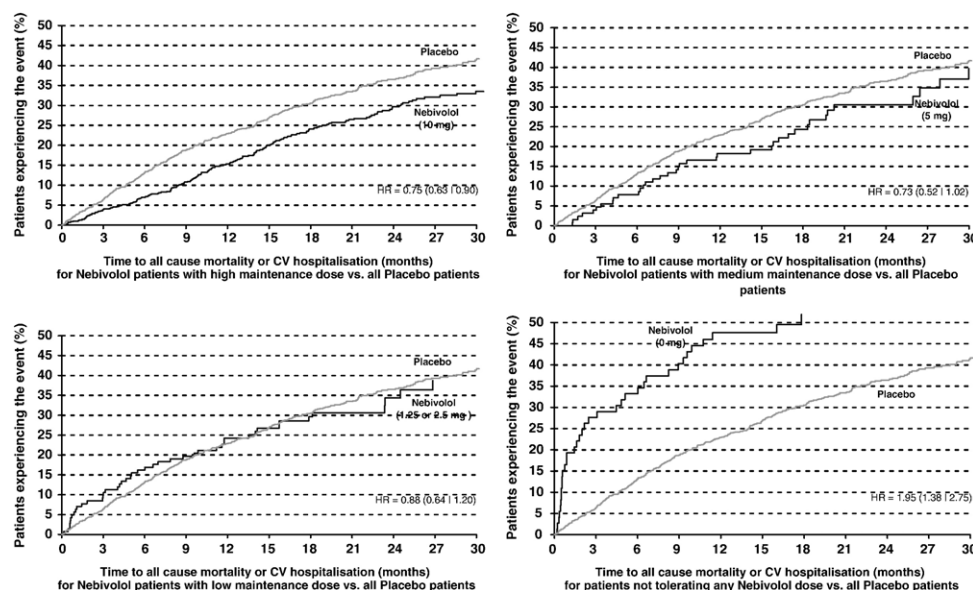 Patients experiencing the event (%)
50
45
40
35
30
25
20
15
10
5
0
Placebo
Nebivolol
(10 mg)
HR = 0.75 (0.63 l 0.90)
0 3 6 9 12 15 18 21 24 27 30
Time to all cause mortality or CV hospitalisation (months)
for Nebivolol patients with high maintenance dose vs. all Placebo patients
Patients experiencing the event (%)
50
45
40
35
30
25
20
15
10
5
0
Placebo
Nebivolol
(5 mg)
HR = 0.73 (0.52 l 1.02)
0 3 6 9 12 15 18 21 24 27 30
Time to all cause mortality or CV hospitalisation (months)
for Nebivolol patients with medium maintenance dose vs. all Placebo
patients
Patients experiencing the event (%)
50
45
40
35
30
25
20
15
10
5
0
Placebo
Nebivolol
(1.25 or 2.5 mg )
HR = 0.88 (0.64 l 1.20)
0 3 6 9 12 15 18 21 24 27 30
Time to all cause mortality or CV hospitalisation (months)
for Nebivolol patients with low maintenance dose vs. all Placebo patients
Patients experiencing the event (%)
50
45
40
35
30
25
20
15
10
5
0
Nebivolol
(0 mg)
Placebo
HR = 1.95 (1.38 l 2.75)
0 3 6 9 12 15 18 21 24 27 30
Time to all cause mortality or CV hospitalisation (months)
for patients not tolerating any Nebivolol dose vs. all Placebo patients